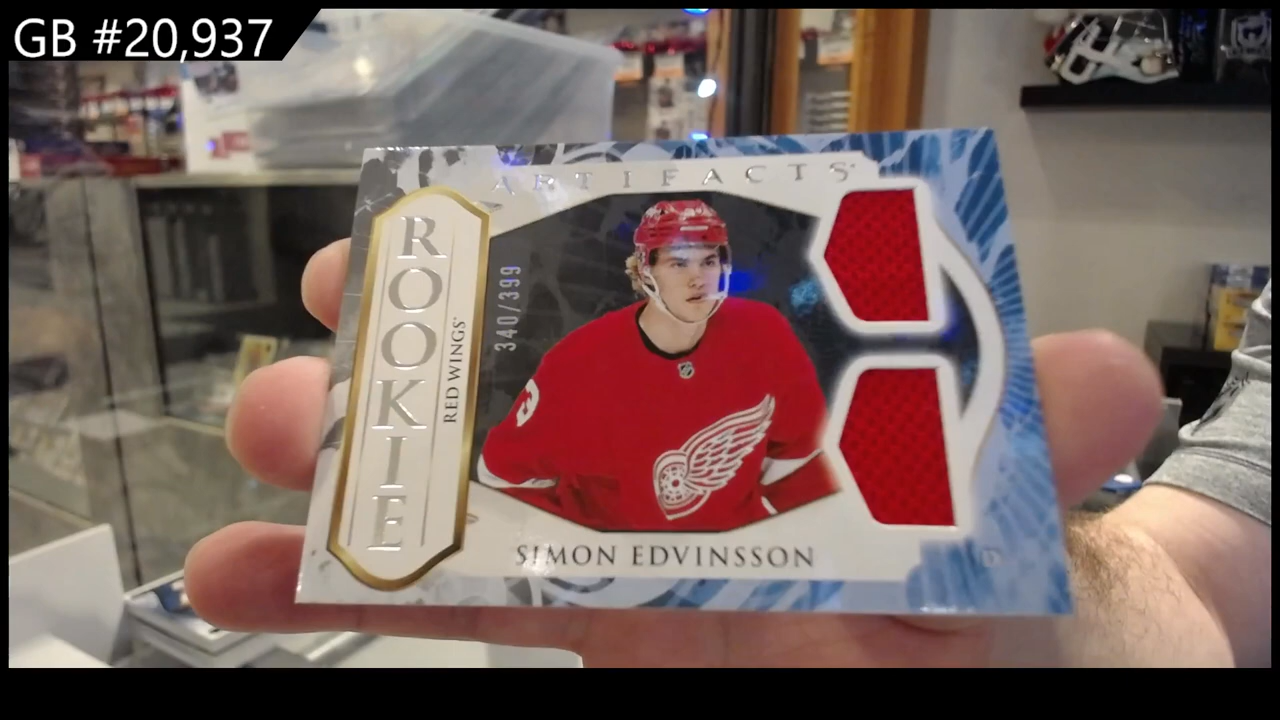 GB #20,937
ARTIFACTS
ROOKIE
RED WINGS
340/399
SIMON EDVINSSON
D